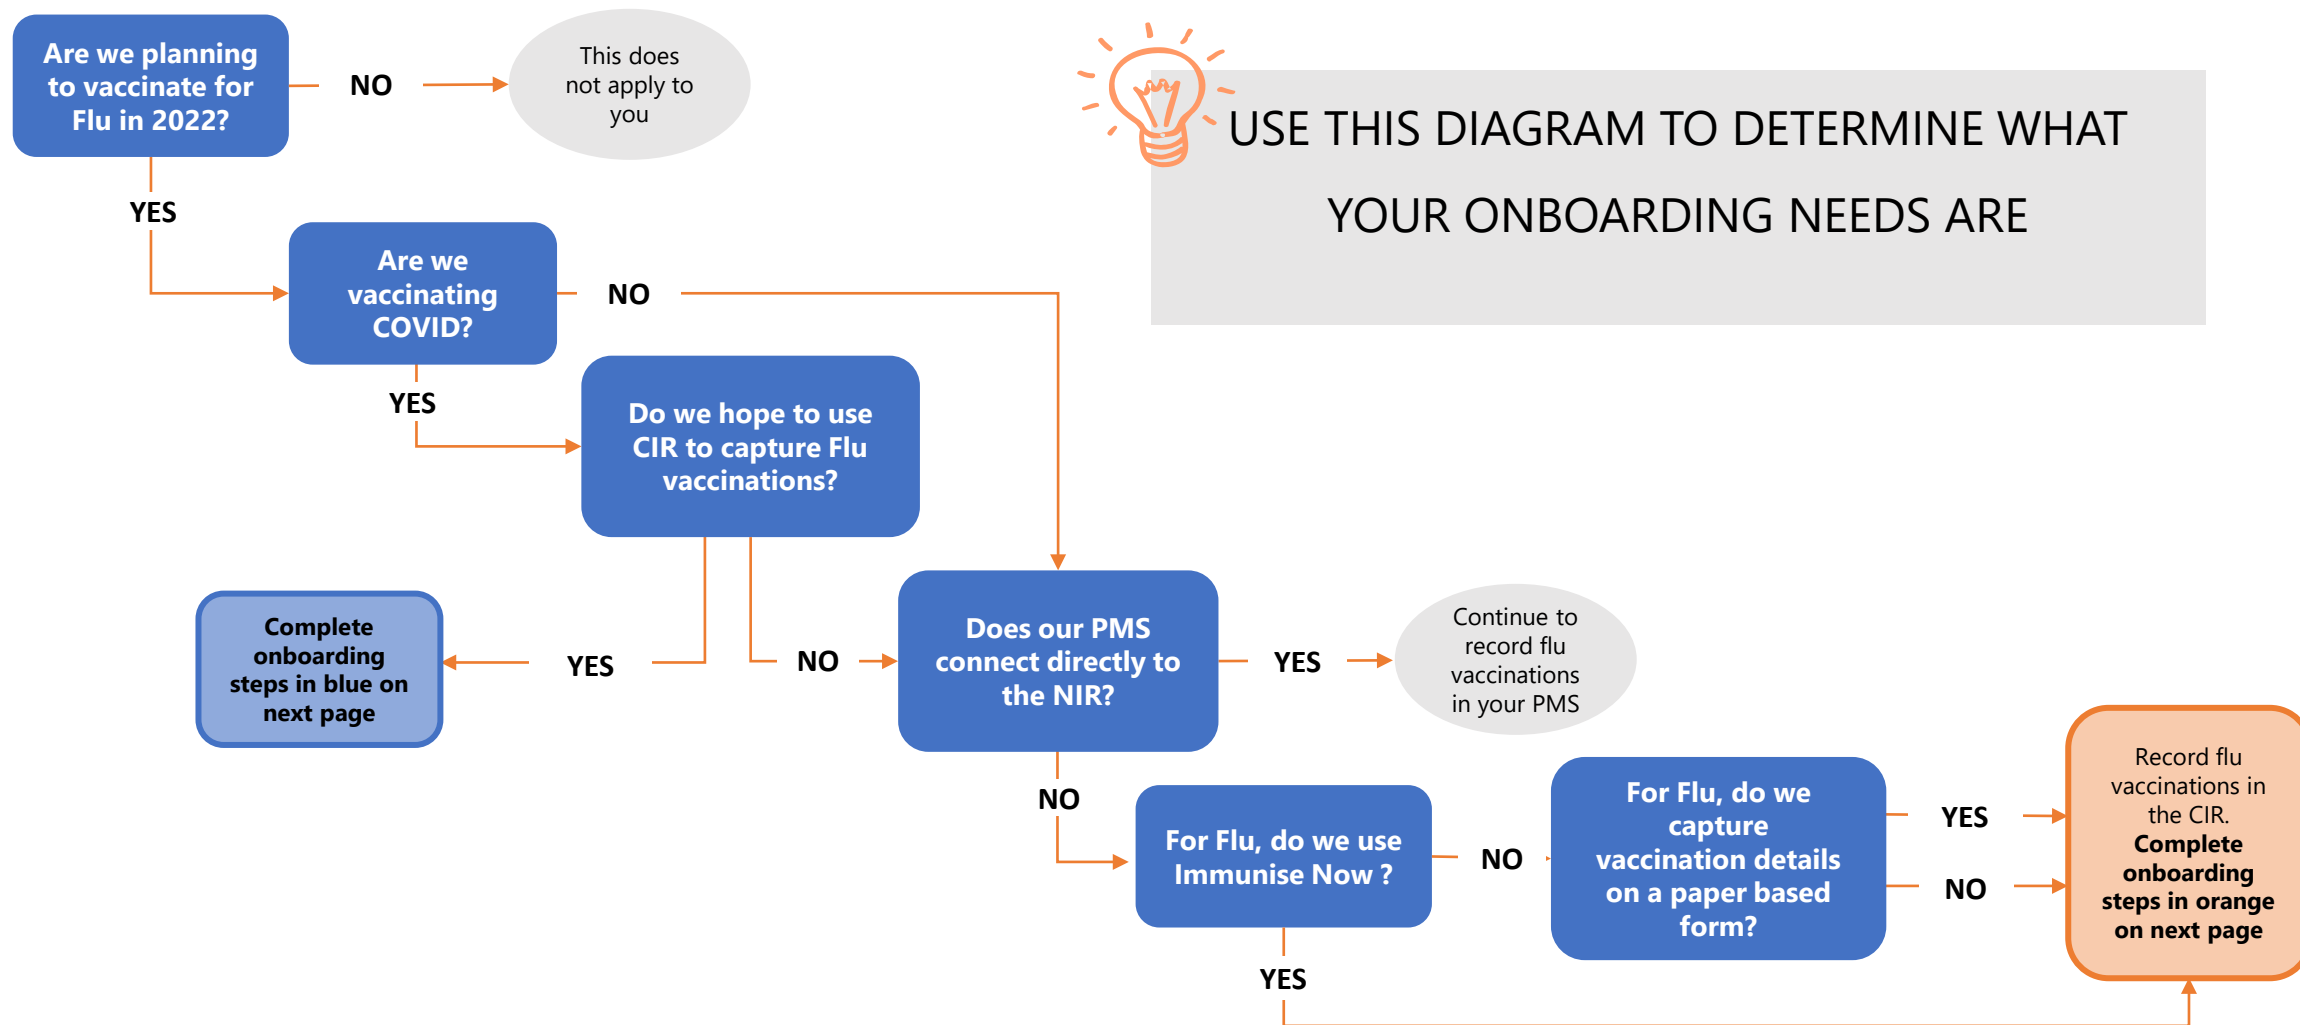 Are we planning
to vaccinate for
Flu in 2022?
NO
This does
not apply to
you
USE THIS DIAGRAM TO DETERMINE WHAT
YOUR ONBOARDING NEEDS ARE
YES
Are we
vaccinating
COVID?
NO
YES
Do we hope to use
CIR to capture Flu
vaccinations?
Complete
onboarding
steps in blue on
next page
YES
NO
Does our PMS
connect directly to
the NIR?
YES
Continue to
record flu
vaccinations
in your PMS
NO
For Flu, do we use
Immunise Now ?
NO
For Flu, do we
capture
vaccination details
on a paper based
form?
YES
NO
Record flu
vaccinations in
the CIR.
Complete
onboarding
steps in orange
on next page
YES